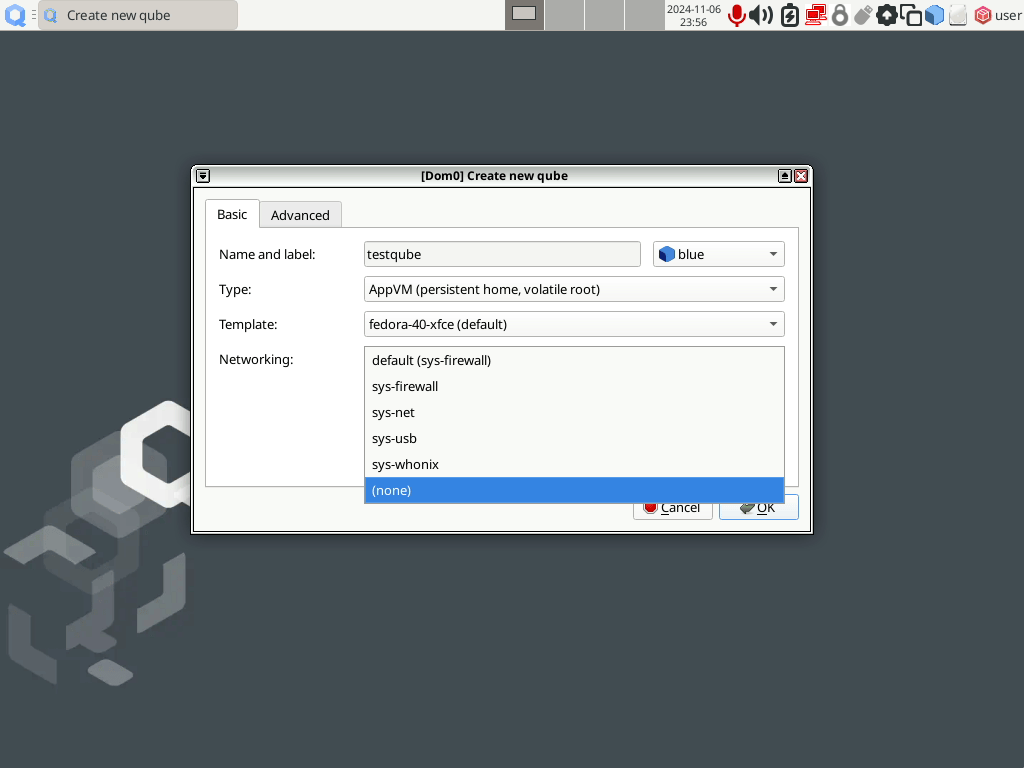 Create new qube
2024-11-06
23:56
user
[Dom0] Create new qube
Basic
Advanced
Name and label:
testqube
blue
Type:
AppVM (persistent home, volatile root)
Template:
fedora-40-xfce (default)
Networking:
default (sys-firewall)
sys-firewall
sys-net
sys-usb
sys-whonix
(none)
Cancel
OK